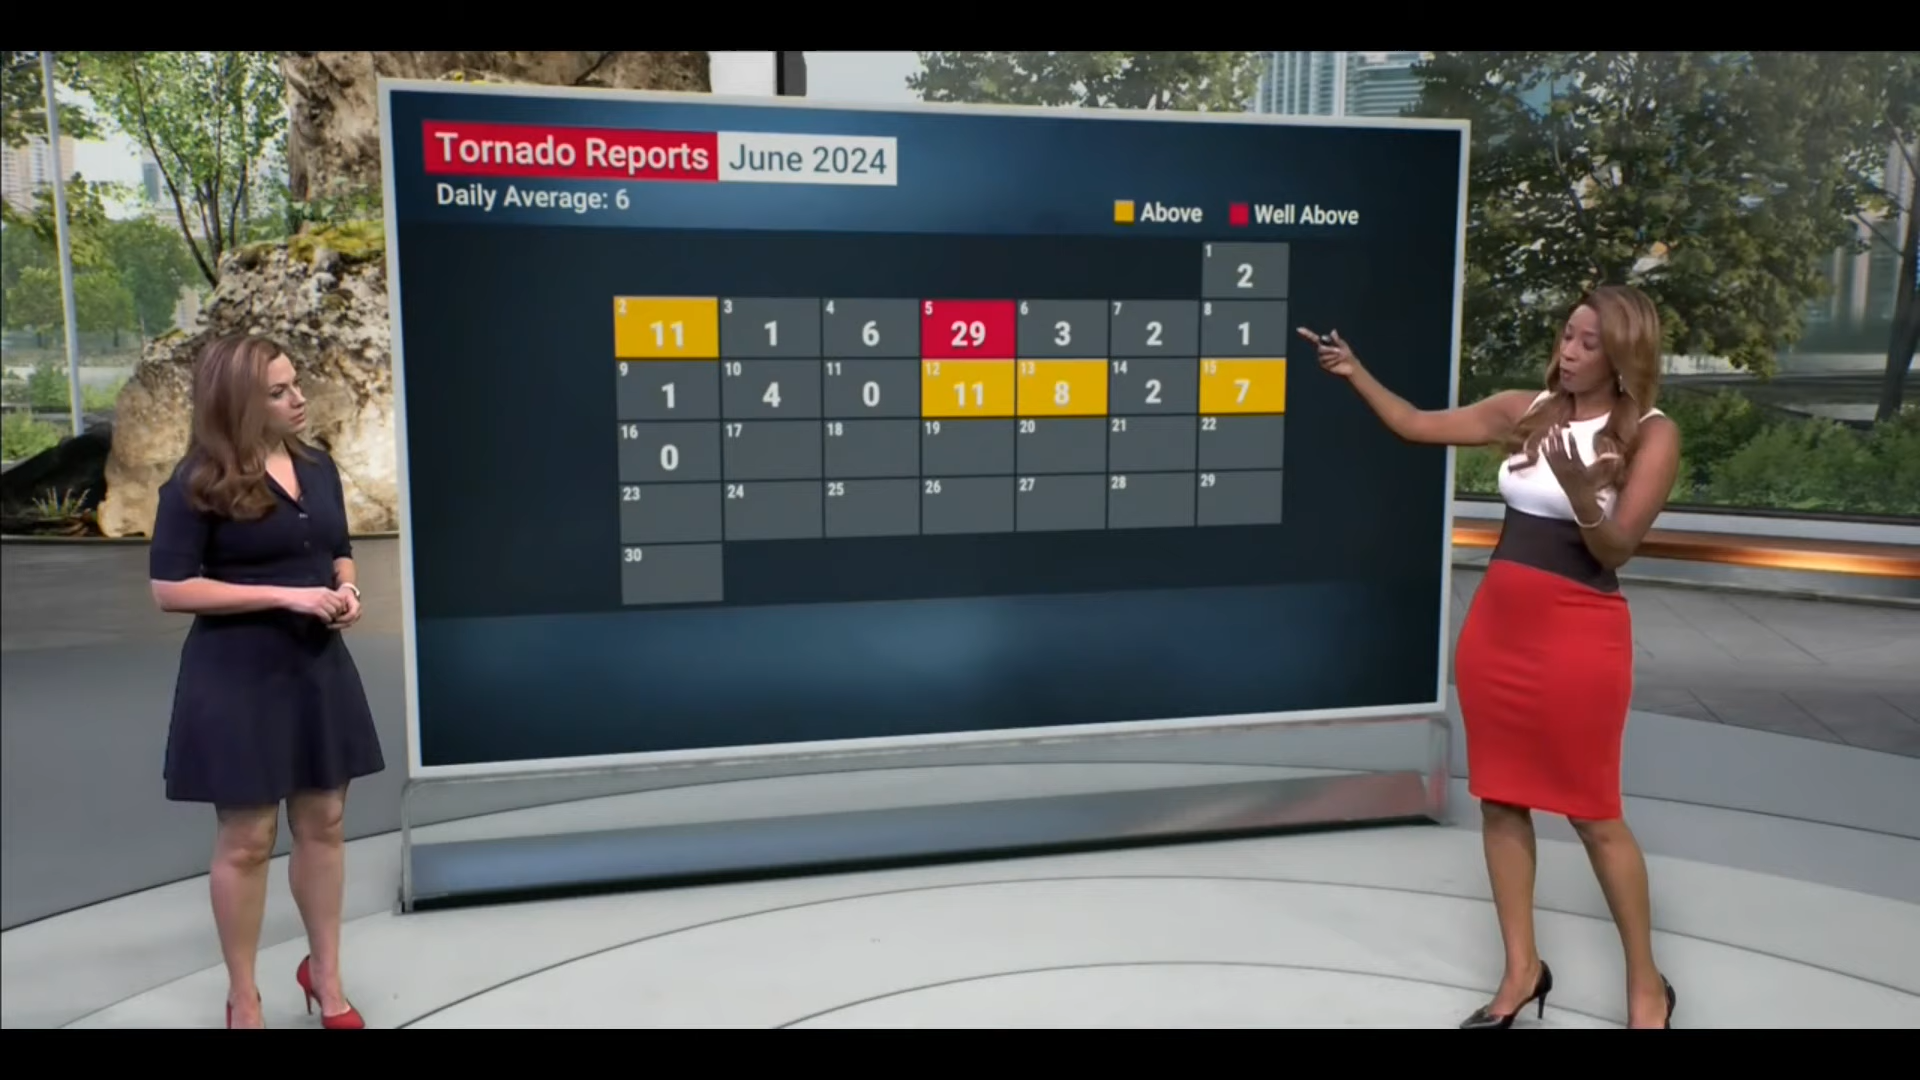 Tornado Reports June 2024
Daily Average: 6
Above Well Above
1
2
2 3 4 5 6 7 8
11 1 6 29 3 2 1
9 10 11 12 13 14 15
1 4 0 11 8 2 7
16 17 18 19 20 21 22
0
23 24 25 26 27 28 29
30